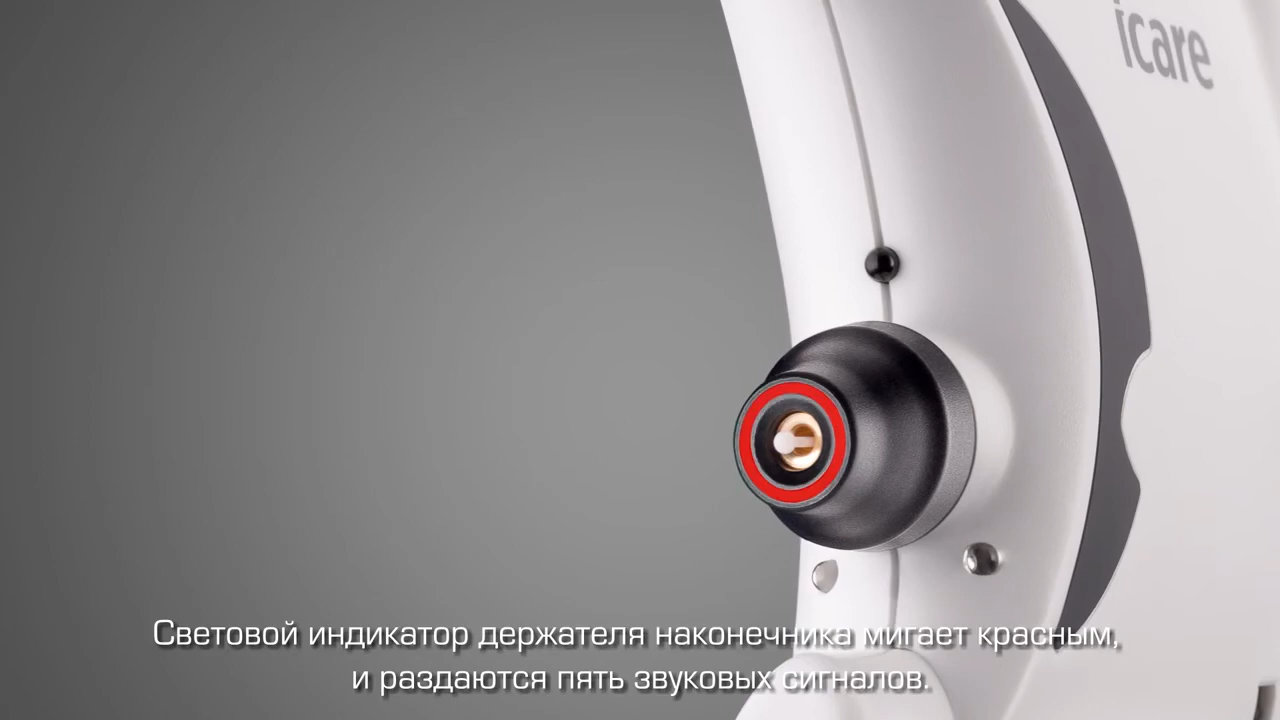 icare
Световой индикатор держателя наконечника мигает красным,
и раздаются пять звуковых сигналов.